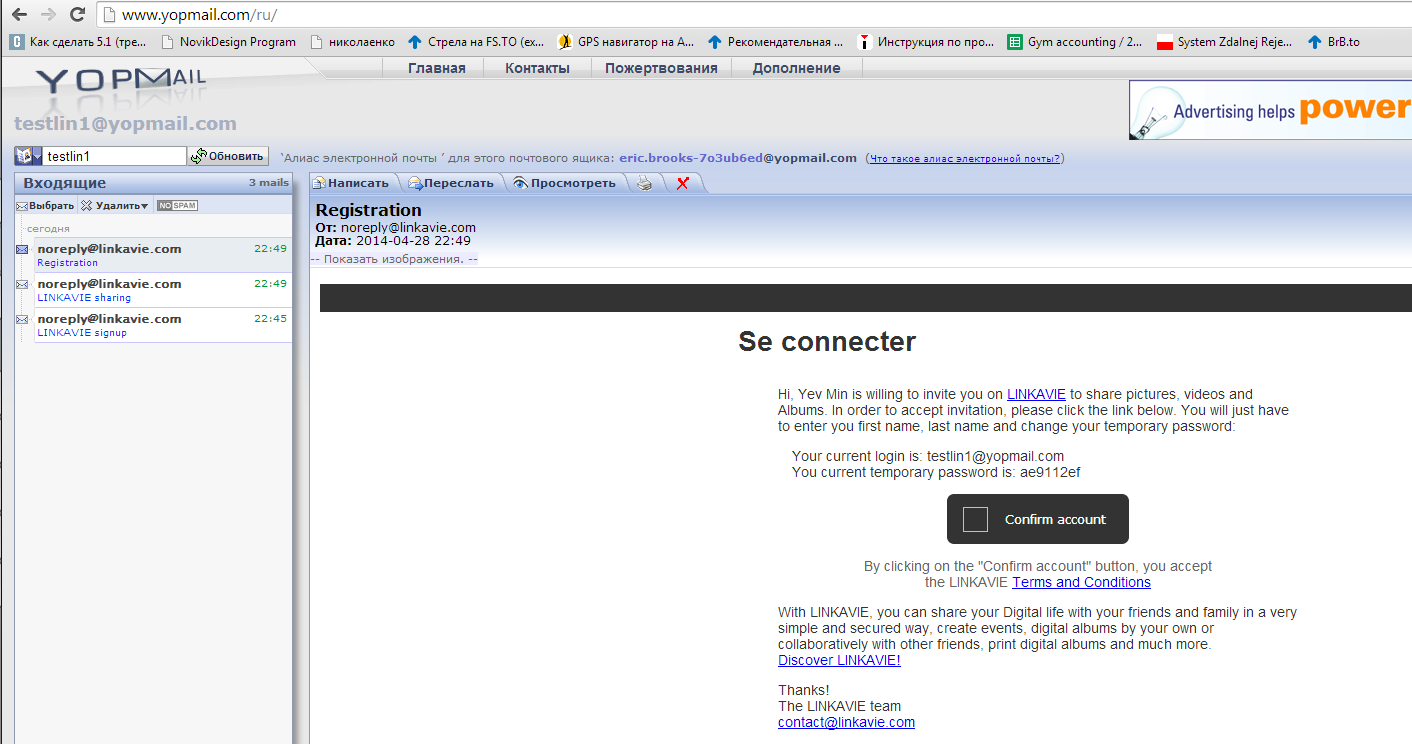 www.yopmail.com/ru/
Как сделать 5.1 (тре...
NovikDesign Program
николаенко
Стрела на FS.TO (ex...
GPS навигатор на А...
Рекомендательная ...
Инструкция по про...
Gym accounting / 2...
System Zdalnej Reje...
BrB.to
YOPMAIL
Главная
Контакты
Пожертвования
Дополнение
testlin1@yopmail.com
Advertising helps power
testlin1
Обновить
`Алиас электронной почты ’ для этого почтового ящика: eric.brooks-7o3ub6ed@yopmail.com (Что такое алиас электронной почты?)
Входящие
3 mails
Выбрать
Удалить
NO SPAM
сегодня
noreply@linkavie.com 22:49
Registration
noreply@linkavie.com 22:49
LINKAVIE sharing
noreply@linkavie.com 22:45
LINKAVIE signup
Написать
Переслать
Просмотреть
Registration
От: noreply@linkavie.com
Дата: 2014-04-28 22:49
-- Показать изображения. --
Se connecter
Hi, Yev Min is willing to invite you on LINKAVIE to share pictures, videos and
Albums. In order to accept invitation, please click the link below. You will just have
to enter you first name, last name and change your temporary password:
Your current login is: testlin1@yopmail.com
You current temporary password is: ae9112ef
Confirm account
By clicking on the "Confirm account" button, you accept
the LINKAVIE Terms and Conditions
With LINKAVIE, you can share your Digital life with your friends and family in a very
simple and secured way, create events, digital albums by your own or
collaboratively with other friends, print digital albums and much more.
Discover LINKAVIE!
Thanks!
The LINKAVIE team
contact@linkavie.com